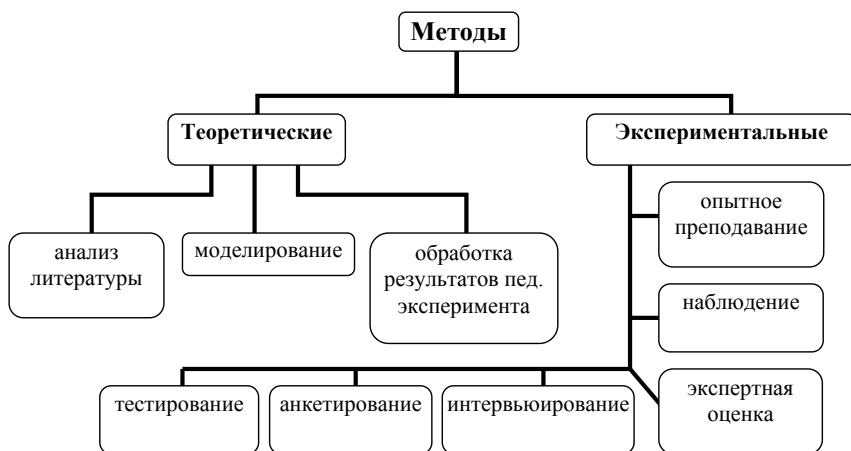 Методы
Теоретические
Экспериментальные
анализ
литературы
моделирование
обработка
результатов пед.
эксперимента
опытное
преподавание
наблюдение
экспертная
оценка
тестирование
анкетирование
интервьюирование